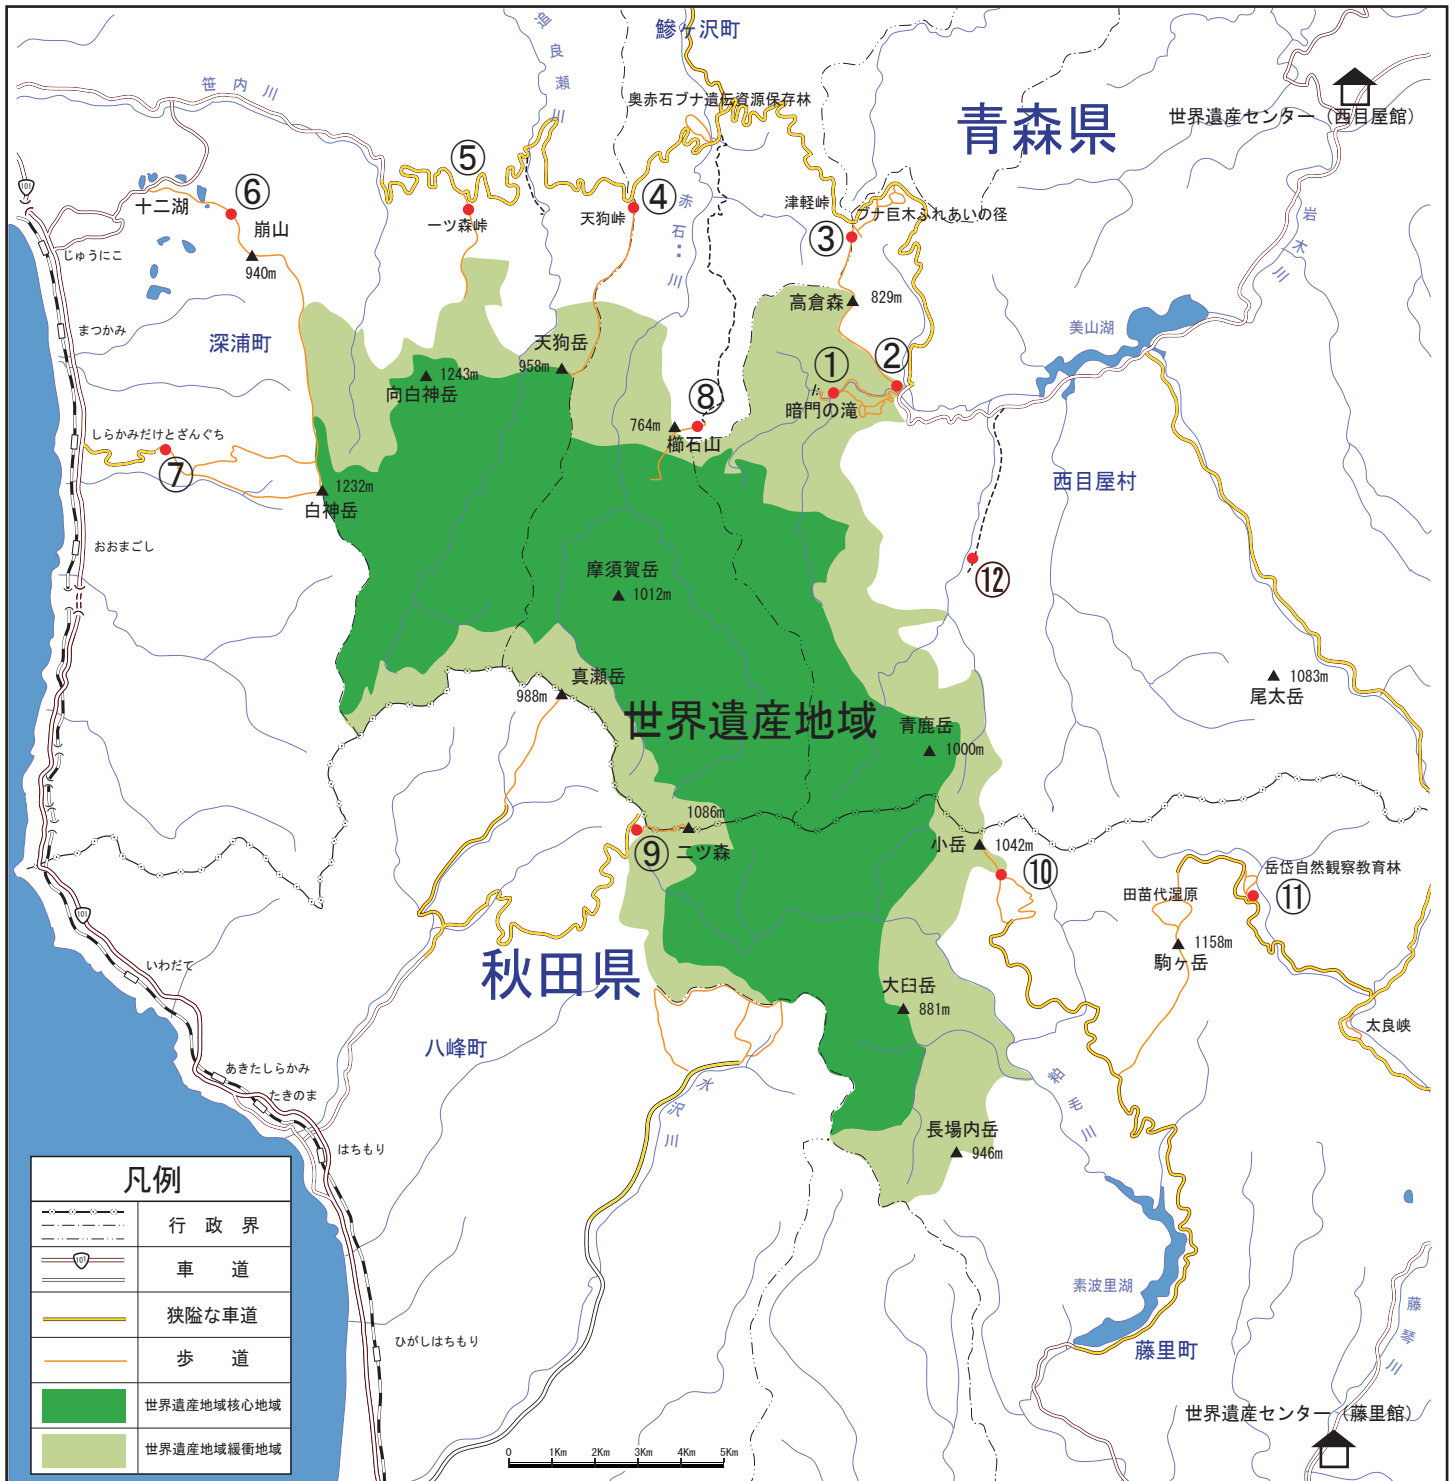 鰺ヶ沢町
追良瀬川
笹内川
奥赤石ブナ遺伝資源保存林
青森県
世界遺産センター（西目屋館）
101
⑤
⑥
④
十二湖
崩山
一ツ森峠
天狗峠
赤石川
津軽峠
ブナ巨木ふれあいの径
③
岩木川
じゅうにこ
940m
高倉森
829m
まつかみ
深浦町
天狗岳
958m
美山湖
1243m
向白神岳
①
②
暗門の滝
⑧
764m
櫛石山
しらかみだけとざんぐち
⑦
1232m
白神岳
西目屋村
おおまごし
摩須賀岳
1012m
⑫
真瀬岳
988m
1083m
尾太岳
世界遺産地域
青鹿岳
1000m
1086m
二ツ森
⑨
小岳
1042m
⑩
岳岱自然観察教育林
⑪
田苗代湿原
101
いわだて
秋田県
1158m
駒ヶ岳
大臼岳
881m
太良峡
八峰町
あきたしらかみ
たきのま
水沢川
粕毛川
はちもり
長場内岳
946m
凡例
行政界
101
車道
狭隘な車道
歩道
世界遺産地域核心地域
世界遺産地域緩衝地域
ひがしはちもり
素波里湖
藤里町
藤琴川
世界遺産センター（藤里館）
0 1Km 2Km 3Km 4Km 5Km